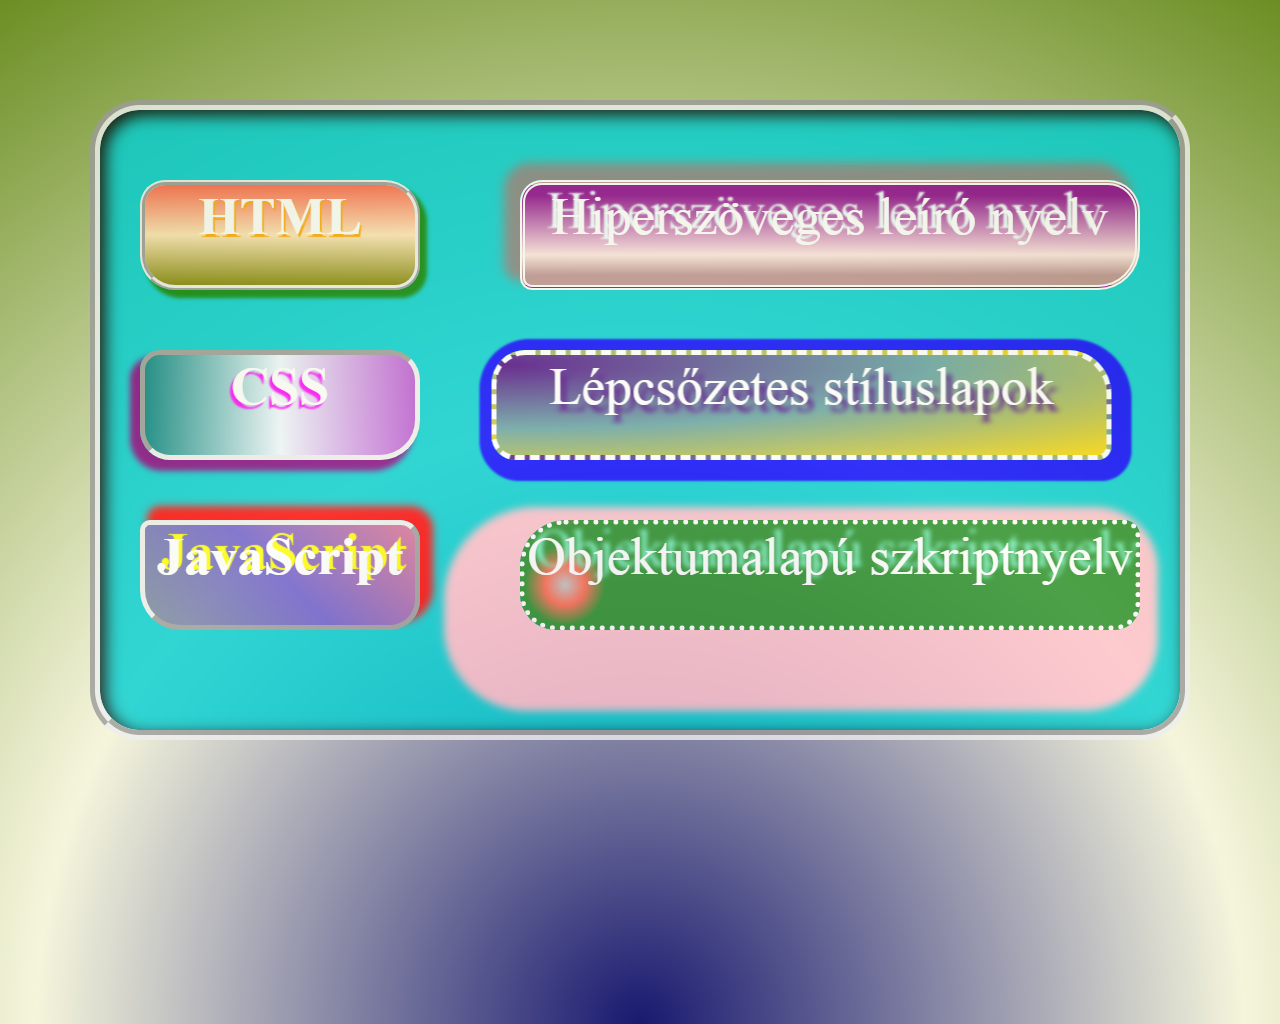 HTML
Hiperszöveges leíró nyelv
CSS
Lépcsőzetes stíluslapok
JavaScript
Objektumalapú szkriptnyelv